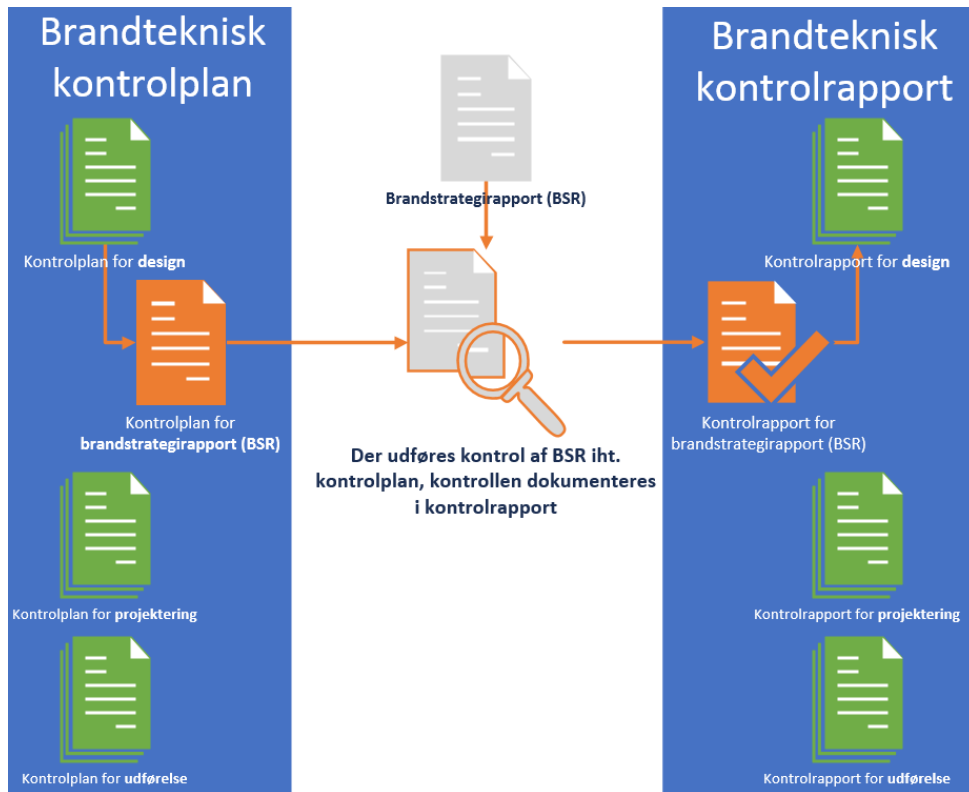 Brandteknisk
kontrolplan
Kontrolplan for design
Kontrolplan for
brandstrategirapport (BSR)
Kontrolplan for projektering
Kontrolplan for udførelse
Brandstrategirapport (BSR)
Der udføres kontrol af BSR iht.
kontrolplan, kontrollen dokumenteres
i kontrolrapport
Brandteknisk
kontrolrapport
Kontrolrapport for design
Kontrolrapport for
brandstrategirapport (BSR)
Kontrolrapport for projektering
Kontrolrapport for udførelse